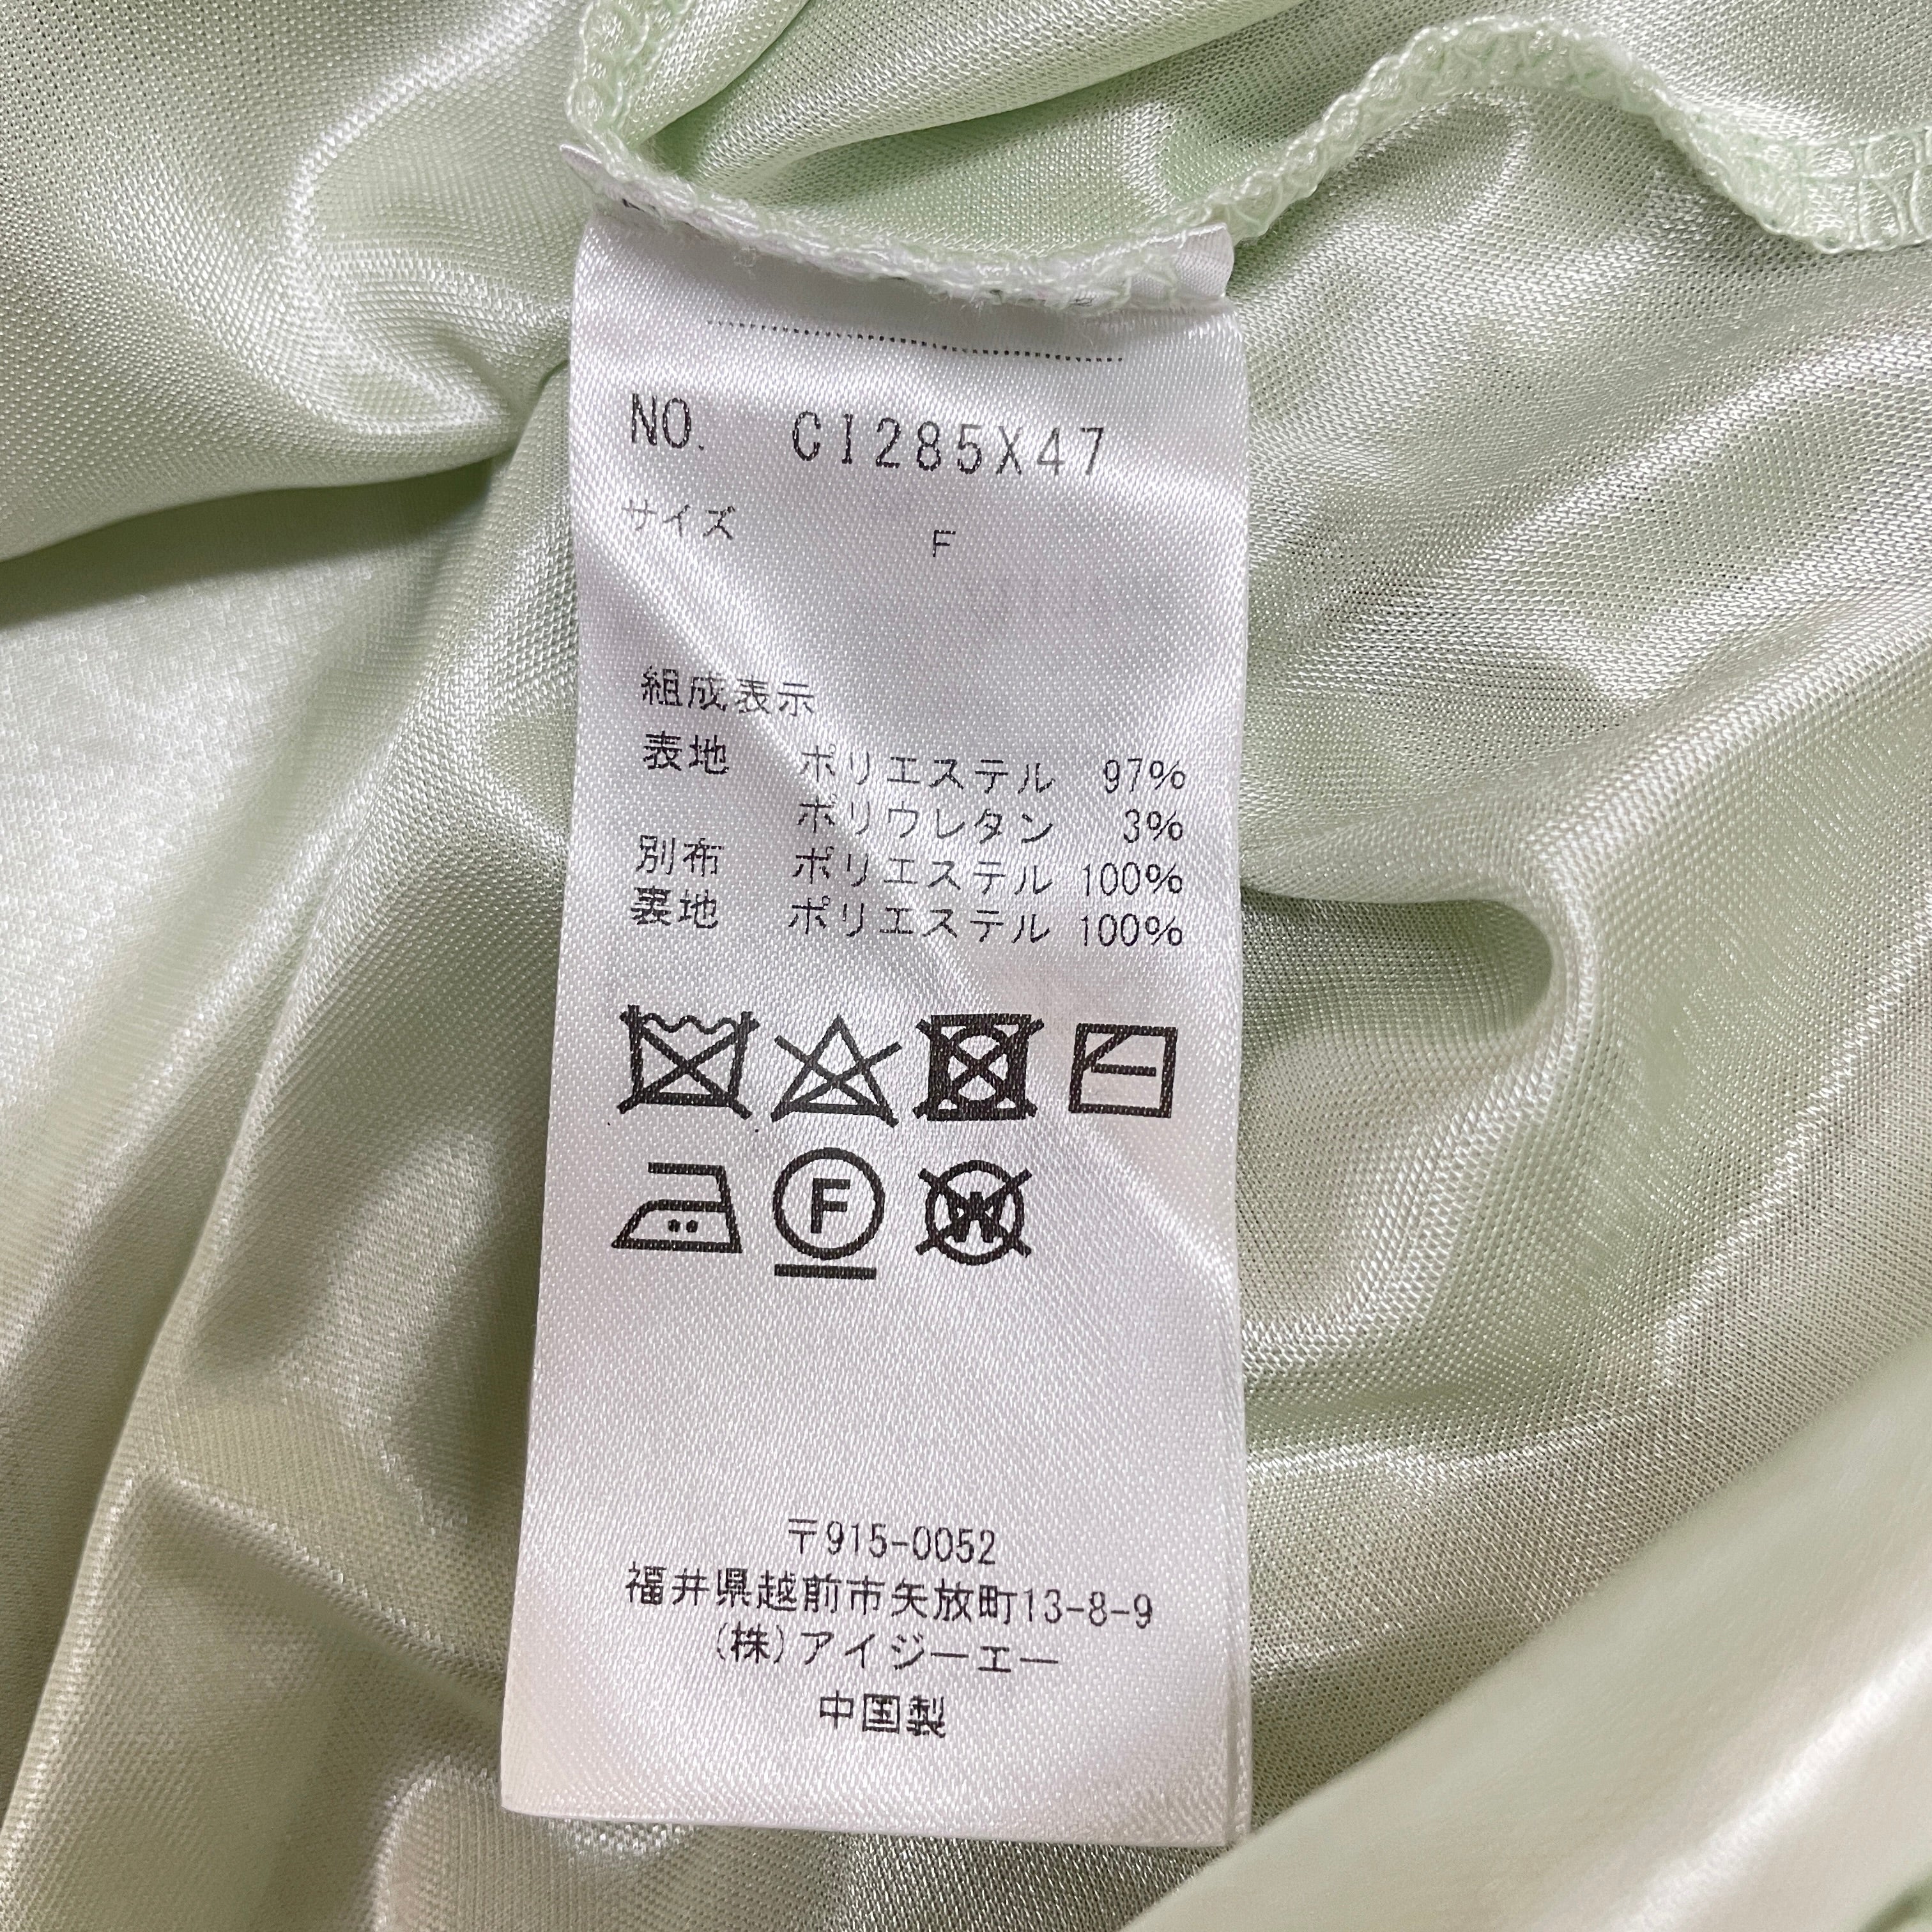 NO. CI285X47
サイズ F
組成表示
表地 ポリエステル 97%
ポリウレタン 3%
別布 ポリエステル 100%
裏地 ポリエステル 100%
F
W
〒915-0052
福井県越前市矢放町13-8-9
(株)アイジーエー
中国製